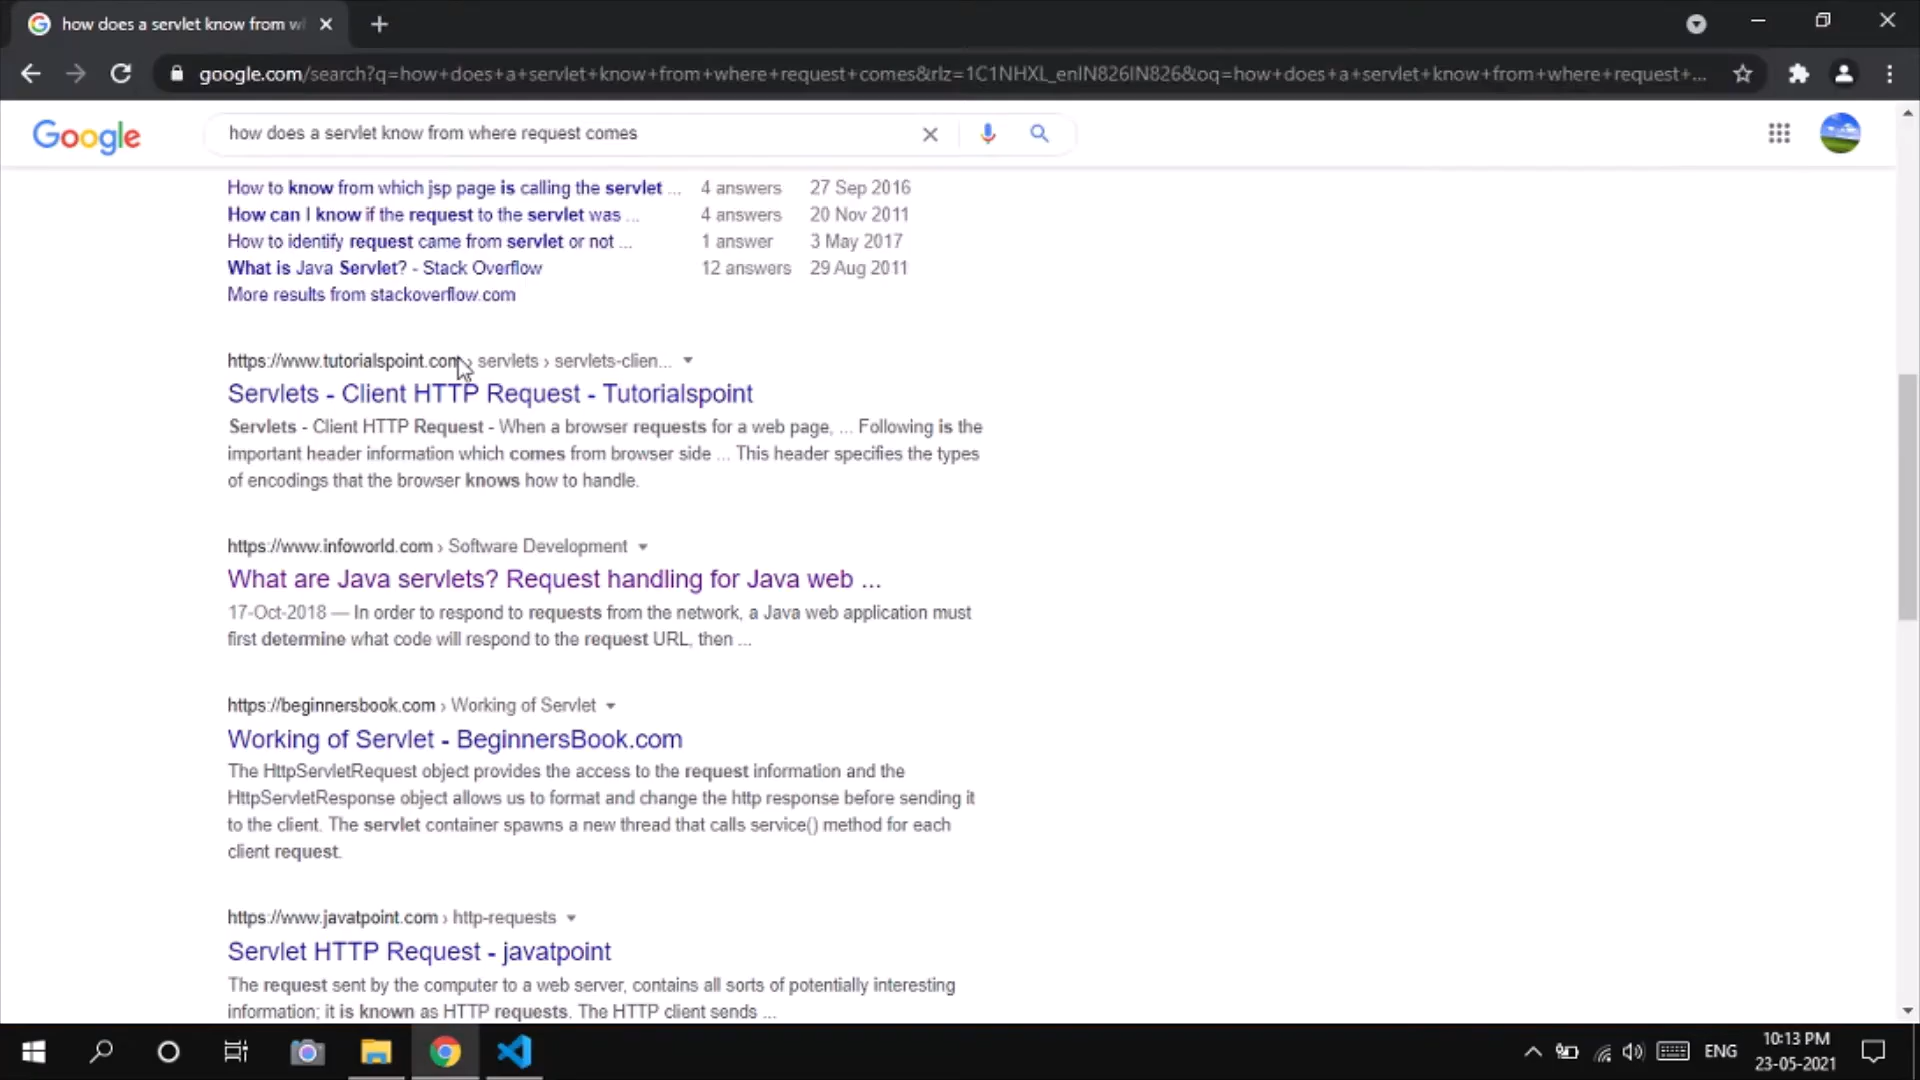 how does a servlet know from w
google.com/search?q=how+does+a+servlet+know+from+where+request+comes&rlz=1C1NHXL_enIN826IN826&oq=how+does+a+servlet+know+from+where+request+...
Google
how does a servlet know from where request comes
How to know from which jsp page is calling the servlet ... 4 answers 27 Sep 2016
How can I know if the request to the servlet was ... 4 answers 20 Nov 2011
How to identify request came from servlet or not ... 1 answer 3 May 2017
What is Java Servlet? - Stack Overflow 12 answers 29 Aug 2011
More results from stackoverflow.com
https://www.tutorialspoint.com › servlets › servlets-clien...
Servlets - Client HTTP Request - Tutorialspoint
Servlets - Client HTTP Request - When a browser requests for a web page, ... Following is the
important header information which comes from browser side ... This header specifies the types
of encodings that the browser knows how to handle.
https://www.infoworld.com › Software Development
What are Java servlets? Request handling for Java web ...
17-Oct-2018 — In order to respond to requests from the network, a Java web application must
first determine what code will respond to the request URL, then ...
https://beginnersbook.com › Working of Servlet
Working of Servlet - BeginnersBook.com
The HttpServletRequest object provides the access to the request information and the
HttpServletResponse object allows us to format and change the http response before sending it
to the client. The servlet container spawns a new thread that calls service() method for each
client request.
https://www.javatpoint.com › http-requests
Servlet HTTP Request - javatpoint
The request sent by the computer to a web server, contains all sorts of potentially interesting
information; it is known as HTTP requests. The HTTP client sends ...
ENG
10:13 PM
23-05-2021